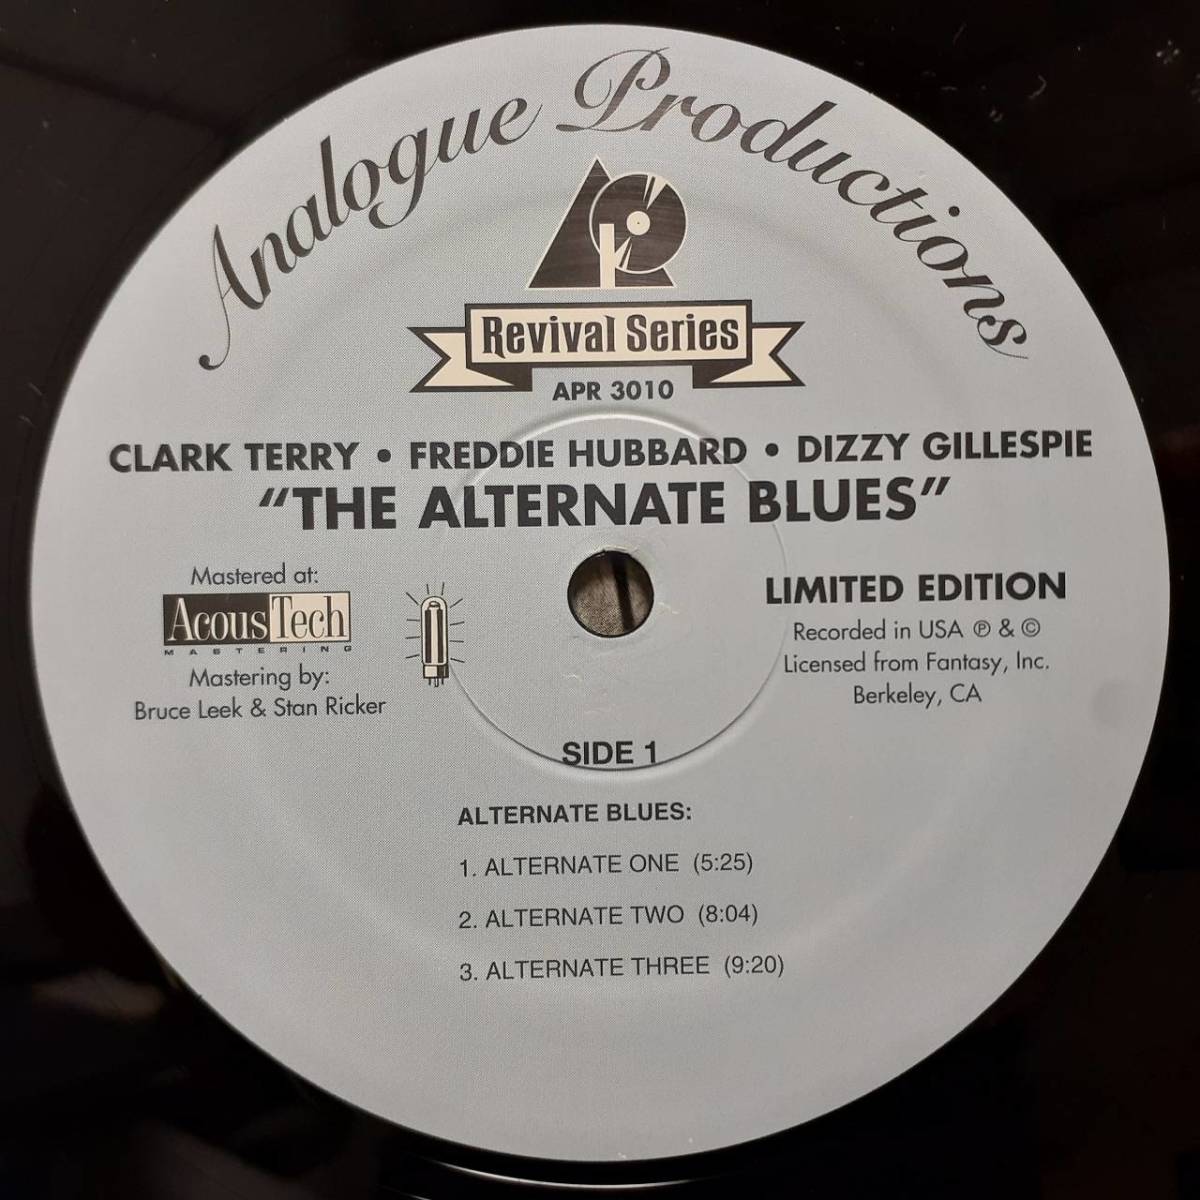 Analogue Productions
Revival Series
APR 3010
CLARK TERRY • FREDDIE HUBBARD • DIZZY GILLESPIE
"THE ALTERNATE BLUES"
Mastered at:
AcousTech
MASTERING
Mastering by:
Bruce Leek & Stan Ricker
LIMITED EDITION
Recorded in USA ℗ & ©
Licensed from Fantasy, Inc.
Berkeley, CA
SIDE 1
ALTERNATE BLUES:
1. ALTERNATE ONE (5:25)
2. ALTERNATE TWO (8:04)
3. ALTERNATE THREE (9:20)